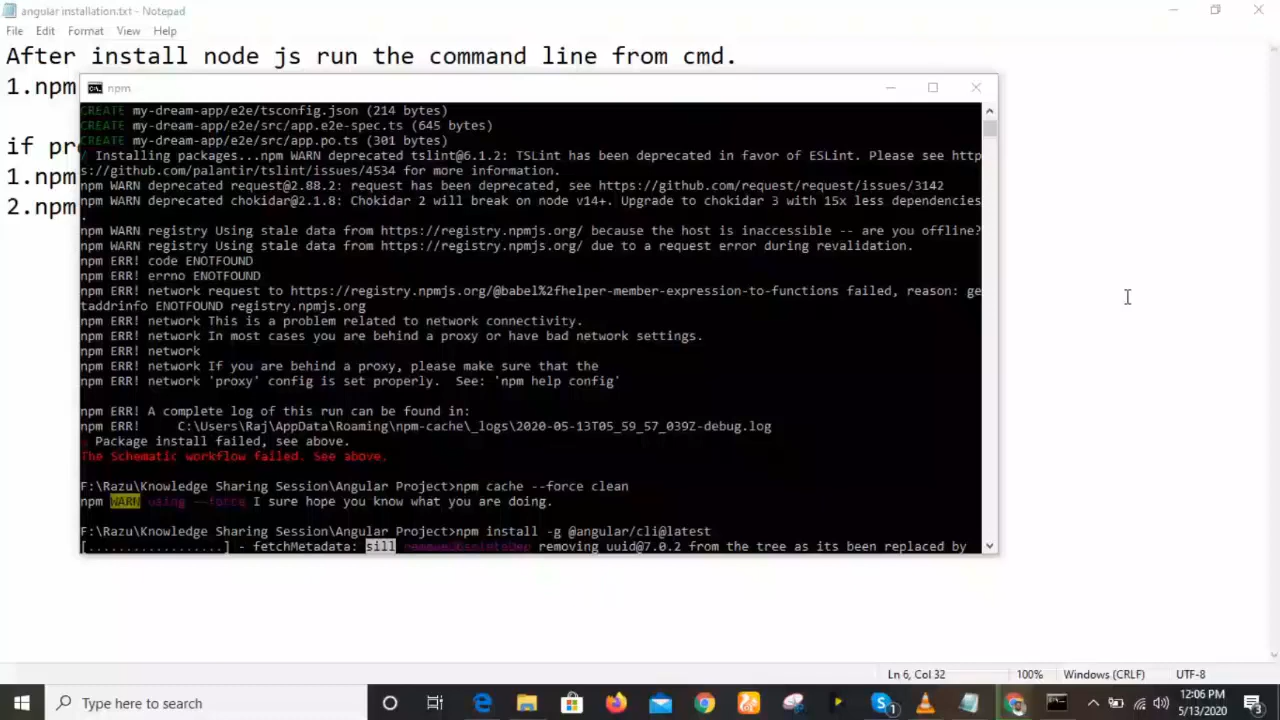 angular installation.txt - Notepad
File Edit Format View Help
After install node js run the command line from cmd.
1.npm
if pro
1.npm
2.npm
npm
CREATE my-dream-app/e2e/tsconfig.json (214 bytes)
CREATE my-dream-app/e2e/src/app.e2e-spec.ts (645 bytes)
CREATE my-dream-app/e2e/src/app.po.ts (301 bytes)
/ Installing packages...npm WARN deprecated tslint@6.1.2: TSLint has been deprecated in favor of ESLint. Please see http
s://github.com/palantir/tslint/issues/4534 for more information.
npm WARN deprecated request@2.88.2: request has been deprecated, see https://github.com/request/request/issues/3142
npm WARN deprecated chokidar@2.1.8: Chokidar 2 will break on node v14+. Upgrade to chokidar 3 with 15x less dependencies
.
npm WARN registry Using stale data from https://registry.npmjs.org/ because the host is inaccessible -- are you offline?
npm WARN registry Using stale data from https://registry.npmjs.org/ due to a request error during revalidation.
npm ERR! code ENOTFOUND
npm ERR! errno ENOTFOUND
npm ERR! network request to https://registry.npmjs.org/@babel%2fhelper-member-expression-to-functions failed, reason: ge
taddrinfo ENOTFOUND registry.npmjs.org
npm ERR! network This is a problem related to network connectivity.
npm ERR! network In most cases you are behind a proxy or have bad network settings.
npm ERR! network
npm ERR! network If you are behind a proxy, please make sure that the
npm ERR! network 'proxy' config is set properly.  See: 'npm help config'
npm ERR! A complete log of this run can be found in:
npm ERR!     C:\Users\Raj\AppData\Roaming\npm-cache\_logs\2020-05-13T05_59_57_039Z-debug.log
Package install failed, see above.
The Schematic workflow failed. See above.
F:\Razu\Knowledge Sharing Session\Angular Project>npm cache --force clean
npm WARN using --force I sure hope you know what you are doing.
F:\Razu\Knowledge Sharing Session\Angular Project>npm install -g @angular/cli@latest
[..................] - fetchMetadata: sill removing uuid@7.0.2 from the tree as its been replaced by
Ln 6, Col 32 100% Windows (CRLF) UTF-8
Type here to search
1
12:06 PM
5/13/2020
3